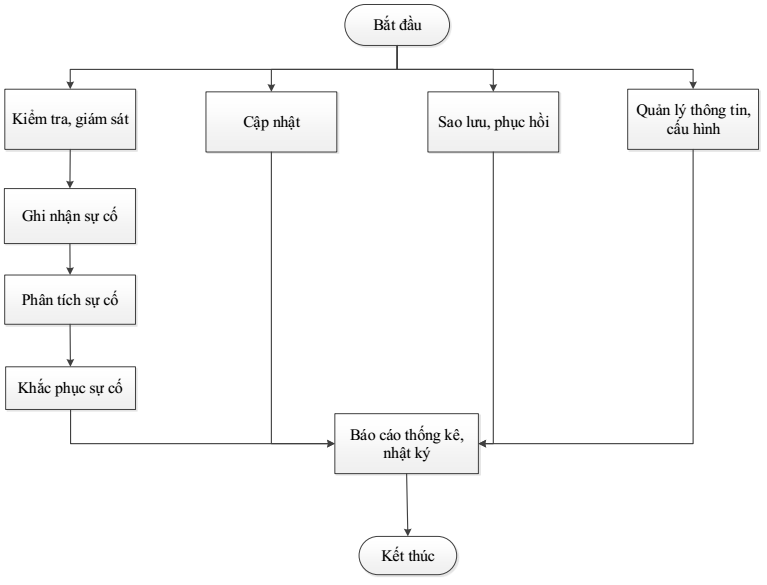 Bắt đầu
Kiểm tra, giám sát
Cập nhật
Sao lưu, phục hồi
Quản lý thông tin,
cấu hình
Ghi nhận sự cố
Phân tích sự cố
Khắc phục sự cố
Báo cáo thống kê,
nhật ký
Kết thúc